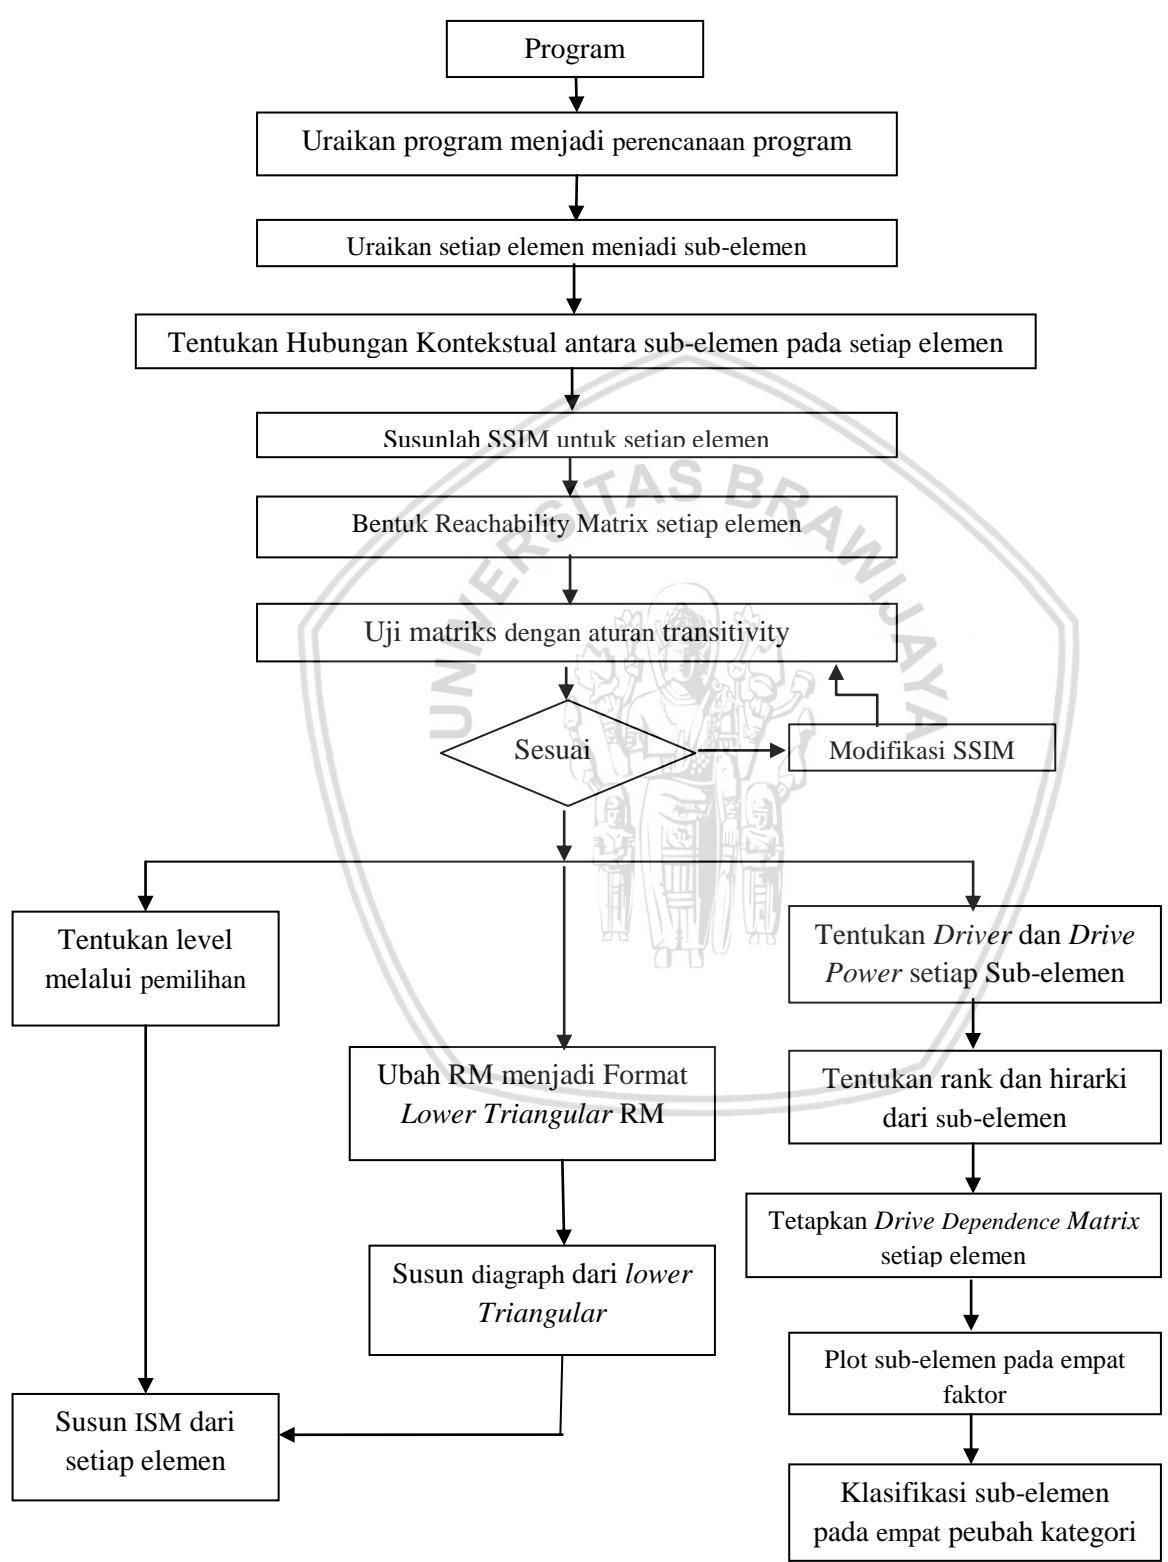 Program
Uraikan program menjadi perencanaan program
Uraikan setiap elemen menjadi sub-elemen
Tentukan Hubungan Kontekstual antara sub-elemen pada setiap elemen
Susunlah SSIM untuk setiap elemen
Bentuk Reachability Matrix setiap elemen
Uji matriks dengan aturan transitivity
Sesuai
Modifikasi SSIM
Tentukan level
melalui pemilihan
Ubah RM menjadi Format
Lower Triangular RM
Susun diagraph dari lower
Triangular
Susun ISM dari
setiap elemen
Tentukan Driver dan Drive
Power setiap Sub-elemen
Tentukan rank dan hirarki
dari sub-elemen
Tetapkan Drive Dependence Matrix
setiap elemen
Plot sub-elemen pada empat
faktor
Klasifikasi sub-elemen
pada empat peubah kategori
UNIVERSITAS BRAWIJAYA